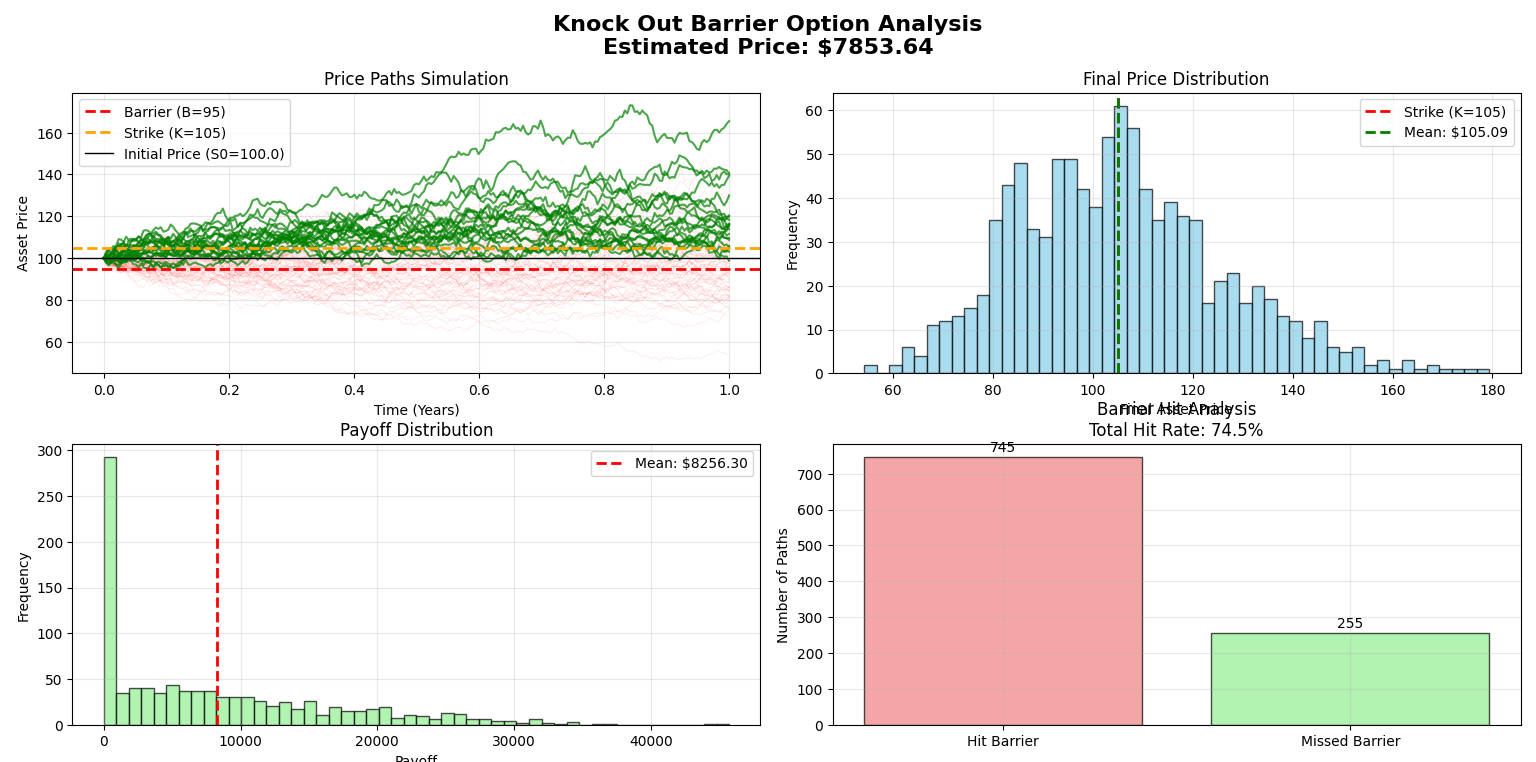 Knock Out Barrier Option Analysis
Estimated Price: $7853.64
Price Paths Simulation
Barrier (B=95)
Strike (K=105)
Initial Price (S0=100.0)
Asset Price
160
140
120
100
80
60
0.0 0.2 0.4 0.6 0.8 1.0
Time (Years)
Final Price Distribution
Strike (K=105)
Mean: $105.09
Frequency
60
50
40
30
20
10
0
60 80 100 120 140 160 180
Final Asset Price
Payoff Distribution
Mean: $8256.30
Frequency
300
250
200
150
100
50
0
0 10000 20000 30000 40000
Payoff
Barrier Hit Analysis
Total Hit Rate: 74.5%
Number of Paths
700
600
500
400
300
200
100
0
745
255
Hit Barrier Missed Barrier